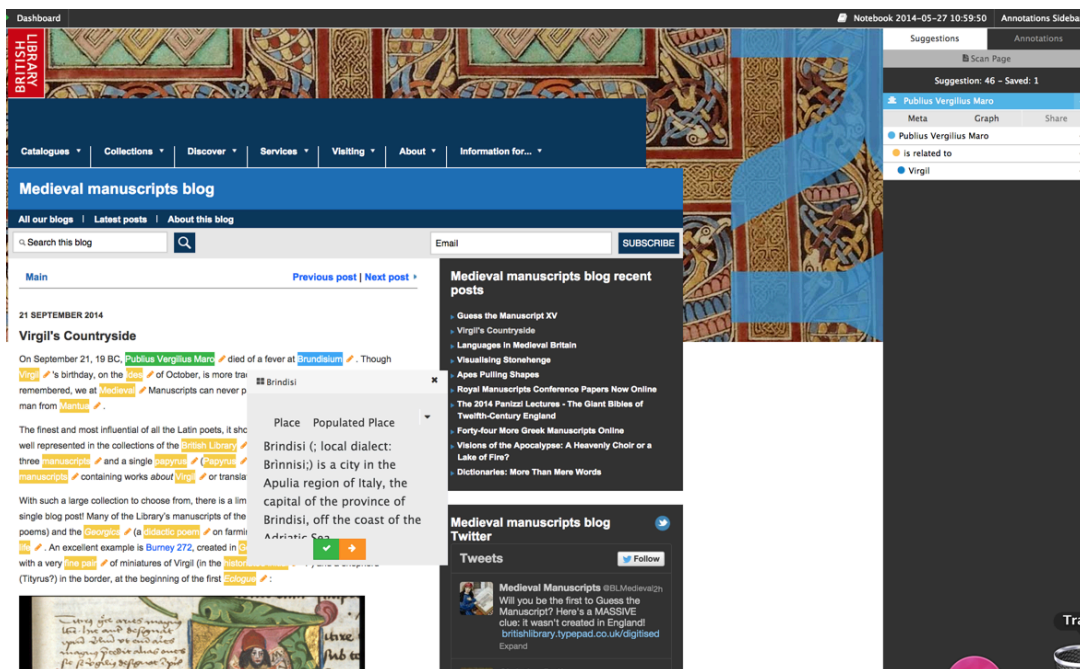 Dashboard
Notebook 2014-05-27 10:59:50
Annotations Sideba
LIBRARY
BRITISH
Suggestions
Annotations
Scan Page
Suggestion: 46 - Saved: 1
Publius Vergilius Maro
Meta
Graph
Share
Publius Vergilius Maro
is related to
Virgil
Catalogues
Collections
Discover
Services
Visiting
About
Information for...
Medieval manuscripts blog
All our blogs | Latest posts | About this blog
Search this blog
Email
SUBSCRIBE
Main
Previous post | Next post
21 SEPTEMBER 2014
Virgil's Countryside
On September 21, 19 BC, Publius Vergilius Maro died of a fever at Brundisium . Though
Virgil 's birthday, on the Ides of October, is more tra
remembered, we at Medieval Manuscripts can never p
man from Mantua .
The finest and most influential of all the Latin poets, it sho
well represented in the collections of the British Library
three manuscripts and a single papyrus (Papyrus
manuscripts containing works about Virgil or transla
With such a large collection to choose from, there is a lim
single blog post! Many of the Library's manuscripts of the
poems) and the Georgics (a didactic poem on farmin
life . An excellent example is Burney 272, created in G
with a very fine pair of miniatures of Virgil (in the histor
(Tityrus?) in the border, at the beginning of the first Eclogue :
Brindisi
Place Populated Place
Brindisi (; local dialect:
Brìnnisi;) is a city in the
Apulia region of Italy, the
capital of the province of
Brindisi, off the coast of the
Adriatic Sea
Medieval manuscripts blog recent
posts
Guess the Manuscript XV
Virgil's Countryside
Languages in Medieval Britain
Visualising Stonehenge
Apes Pulling Shapes
Royal Manuscripts Conference Papers Now Online
The 2014 Panizzi Lectures - The Giant Bibles of
Twelfth-Century England
Forty-four More Greek Manuscripts Online
Visions of the Apocalypse: A Heavenly Choir or a
Lake of Fire?
Dictionaries: More Than Mere Words
Medieval manuscripts blog
Twitter
Tweets
Follow
Medieval Manuscripts @BLMedieval 2h
Will you be the first to Guess the
Manuscript? Here's a MASSIVE
clue: it wasn't created in England!
britishlibrary.typepad.co.uk/digitised
Expand
Tra